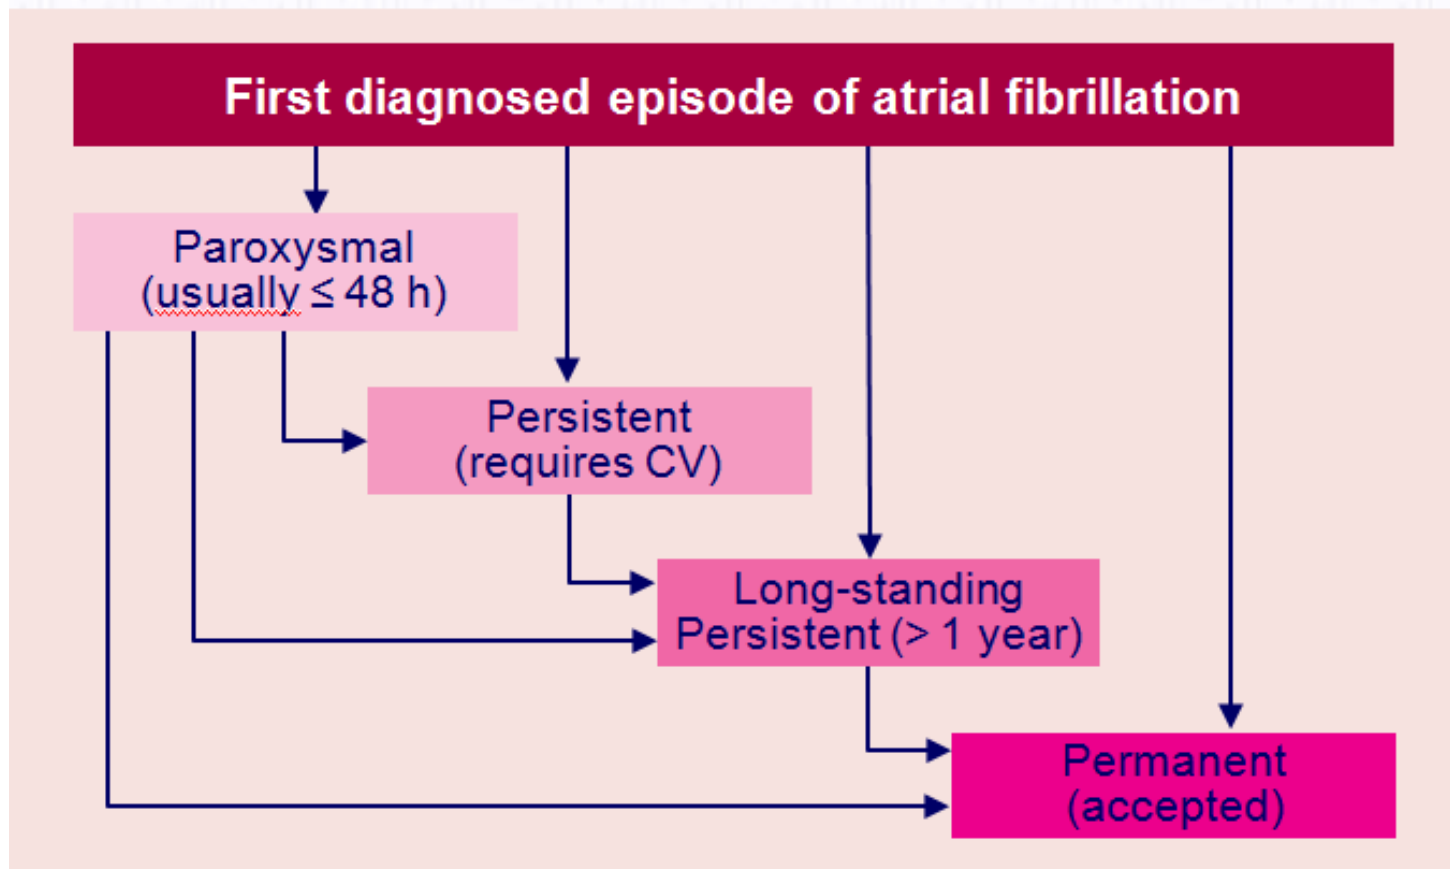 First diagnosed episode of atrial fibrillation
Paroxysmal
(usually ≤ 48 h)
Persistent
(requires CV)
Long-standing
Persistent (> 1 year)
Permanent
(accepted)